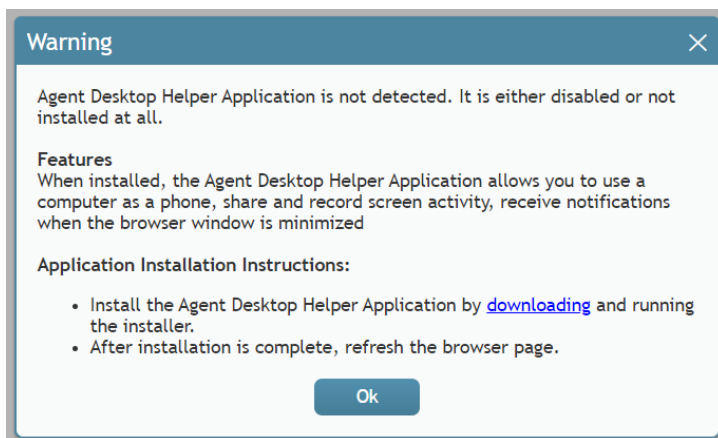 Warning
Agent Desktop Helper Application is not detected. It is either disabled or not
installed at all.
Features
When installed, the Agent Desktop Helper Application allows you to use a
computer as a phone, share and record screen activity, receive notifications
when the browser window is minimized
Application Installation Instructions:
• Install the Agent Desktop Helper Application by downloading and running
the installer.
• After installation is complete, refresh the browser page.
Ok